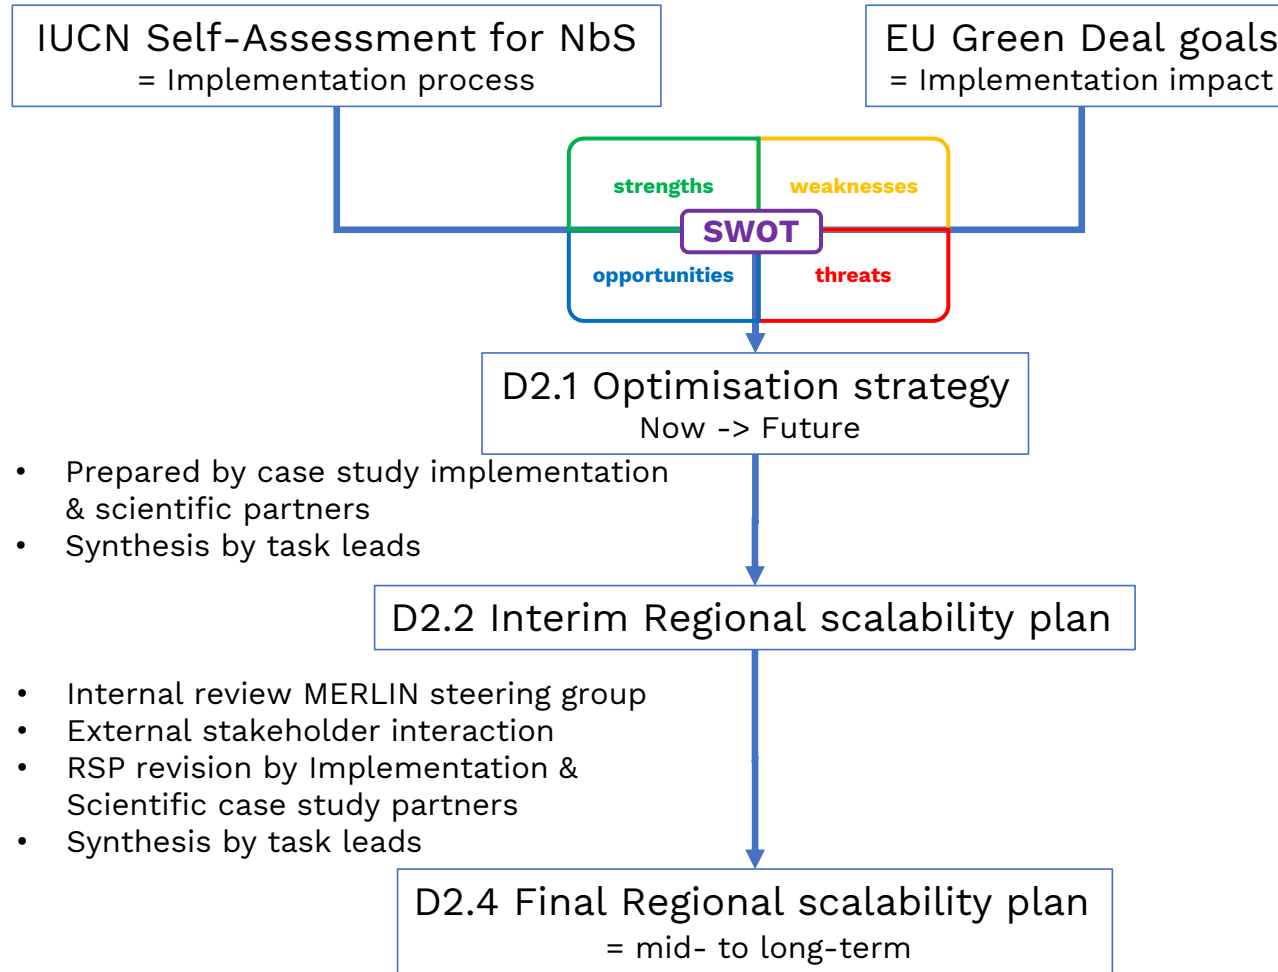 IUCN Self-Assessment for NbS
= Implementation process
EU Green Deal goals
= Implementation impact
strengths
weaknesses
SWOT
opportunities
threats
D2.1 Optimisation strategy
Now -> Future
• Prepared by case study implementation
& scientific partners
• Synthesis by task leads
D2.2 Interim Regional scalability plan
• Internal review MERLIN steering group
• External stakeholder interaction
• RSP revision by Implementation &
Scientific case study partners
• Synthesis by task leads
D2.4 Final Regional scalability plan
= mid- to long-term